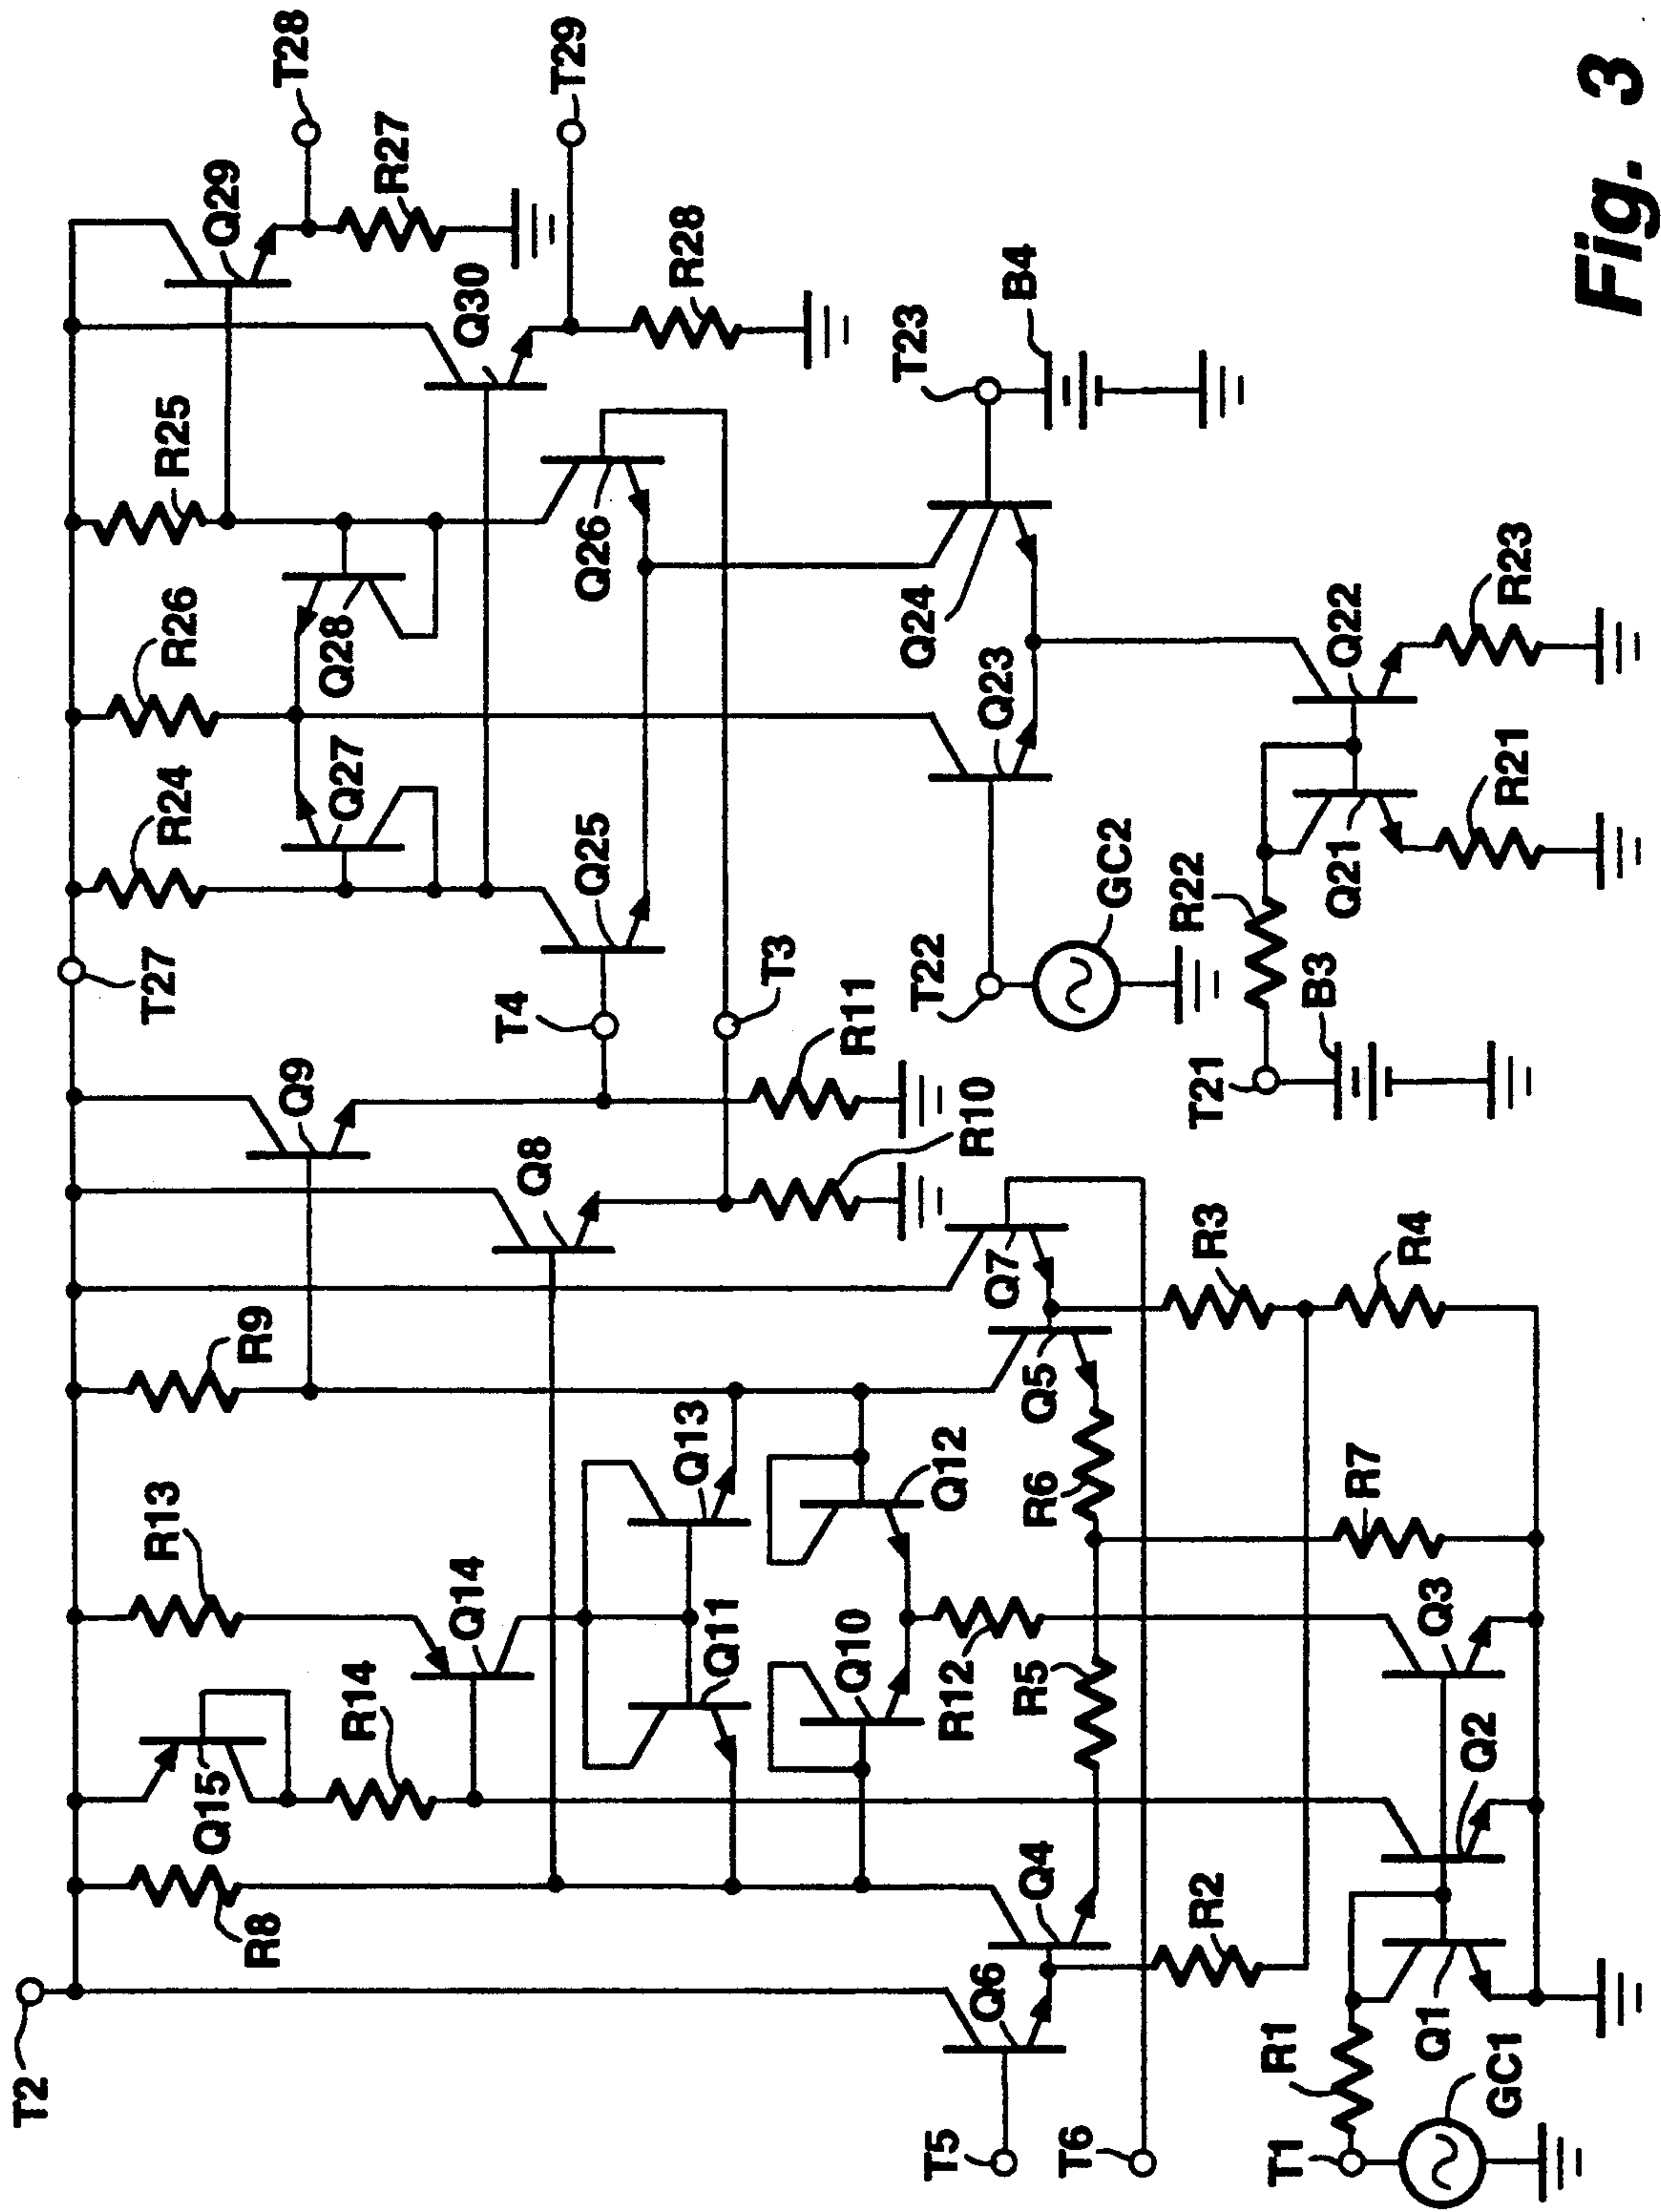 T2
T27
T28
T29
R8
Q15
R14
R13
Q14
R9
Q9
Q8
T4
T3
R24
R26
R25
Q27
Q28
Q29
Q30
R27
R28
Q25
Q26
Q11
Q13
Q10
Q12
R11
R10
T5
T6
Q6
Q4
R5
R12
R6
Q5
Q7
T22
GC2
Q23
Q24
T23
B4
R2
R7
R3
R4
T1
R1
GC1
Q1
Q2
Q3
T21
B3
R22
Q21
Q22
R21
R23
Fig. 3